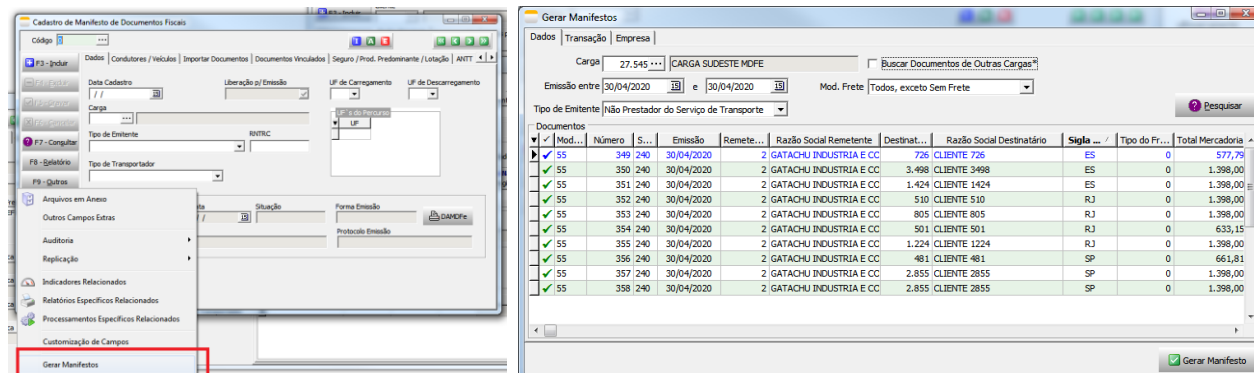 Cadastro de Manifesto de Documentos Fiscais
Código
F3 - Incluir
F7 - Consultar
F8 - Relatório
F9 - Outros
Dados Condutores / Veículos Importar Documentos Documentos Vinculados Seguro / Prod. Predominante / Lotação ANTT
Data Cadastro Liberação p/ Emissão UF de Carregamento UF de Descarregamento
/ /
Carga
UF´s do Percurso
UF
Tipo de Emitente RNTRC
Tipo de Transportador
Situação Forma Emissão
DAMDFe
Protocolo Emissão
Arquivos em Anexo
Outros Campos Extras
Auditoria
Replicação
Indicadores Relacionados
Relatórios Específicos Relacionados
Processamentos Específicos Relacionados
Customização de Campos
Gerar Manifestos
Gerar Manifestos
Dados Transação Empresa
Carga 27.545 CARGA SUDESTE MDFE Buscar Documentos de Outras Cargas*
Emissão entre 30/04/2020 e 30/04/2020 Mod. Frete Todos, exceto Sem Frete
Tipo de Emitente Não Prestador do Serviço de Transporte Pesquisar
Documentos
Mod... Número S... Emissão Remete... Razão Social Remetente Destinat... Razão Social Destinatário Sigla ... Tipo do Fr... Total Mercadoria
55 349 240 30/04/2020 2 GATACHU INDUSTRIA E CO 726 CLIENTE 726 ES 0 577,79
55 350 240 30/04/2020 2 GATACHU INDUSTRIA E CO 3.498 CLIENTE 3498 ES 0 1.398,00
55 351 240 30/04/2020 2 GATACHU INDUSTRIA E CO 1.424 CLIENTE 1424 ES 0 1.398,00
55 352 240 30/04/2020 2 GATACHU INDUSTRIA E CO 510 CLIENTE 510 RJ 0 1.398,00
55 353 240 30/04/2020 2 GATACHU INDUSTRIA E CO 805 CLIENTE 805 RJ 0 1.398,00
55 354 240 30/04/2020 2 GATACHU INDUSTRIA E CO 501 CLIENTE 501 RJ 0 633,15
55 355 240 30/04/2020 2 GATACHU INDUSTRIA E CO 1.224 CLIENTE 1224 RJ 0 1.398,00
55 356 240 30/04/2020 2 GATACHU INDUSTRIA E CO 481 CLIENTE 481 SP 0 661,81
55 357 240 30/04/2020 2 GATACHU INDUSTRIA E CO 2.855 CLIENTE 2855 SP 0 1.398,00
55 358 240 30/04/2020 2 GATACHU INDUSTRIA E CO 2.855 CLIENTE 2855 SP 0 1.398,00
Gerar Manifesto